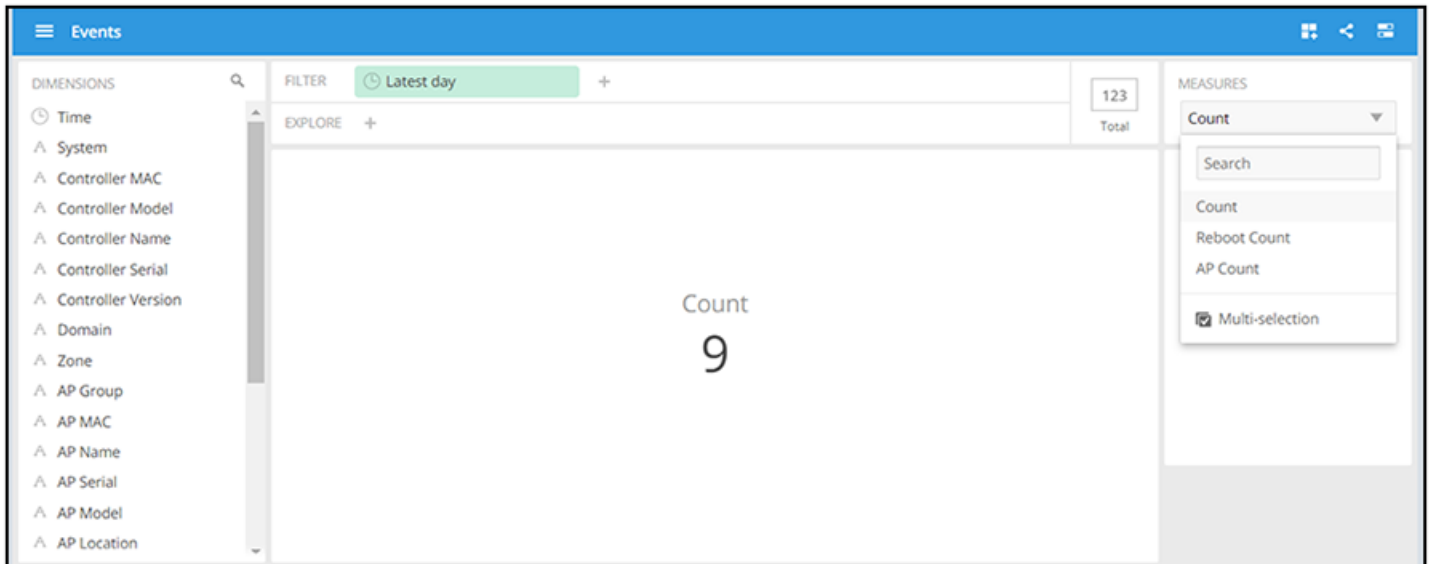 Events
DIMENSIONS
Time
System
Controller MAC
Controller Model
Controller Name
Controller Serial
Controller Version
Domain
Zone
AP Group
AP MAC
AP Name
AP Serial
AP Model
AP Location
FILTER
Latest day
+
EXPLORE +
123
Total
Count
9
MEASURES
Count
Search
Count
Reboot Count
AP Count
Multi-selection